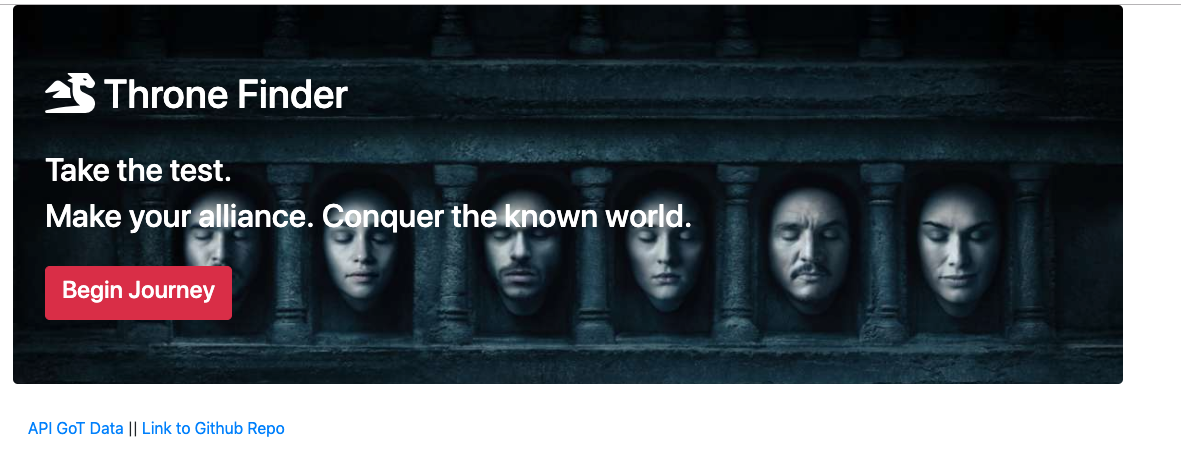 Throne Finder
Take the test.
Make your alliance. Conquer the known world.
Begin Journey
API GoT Data || Link to Github Repo